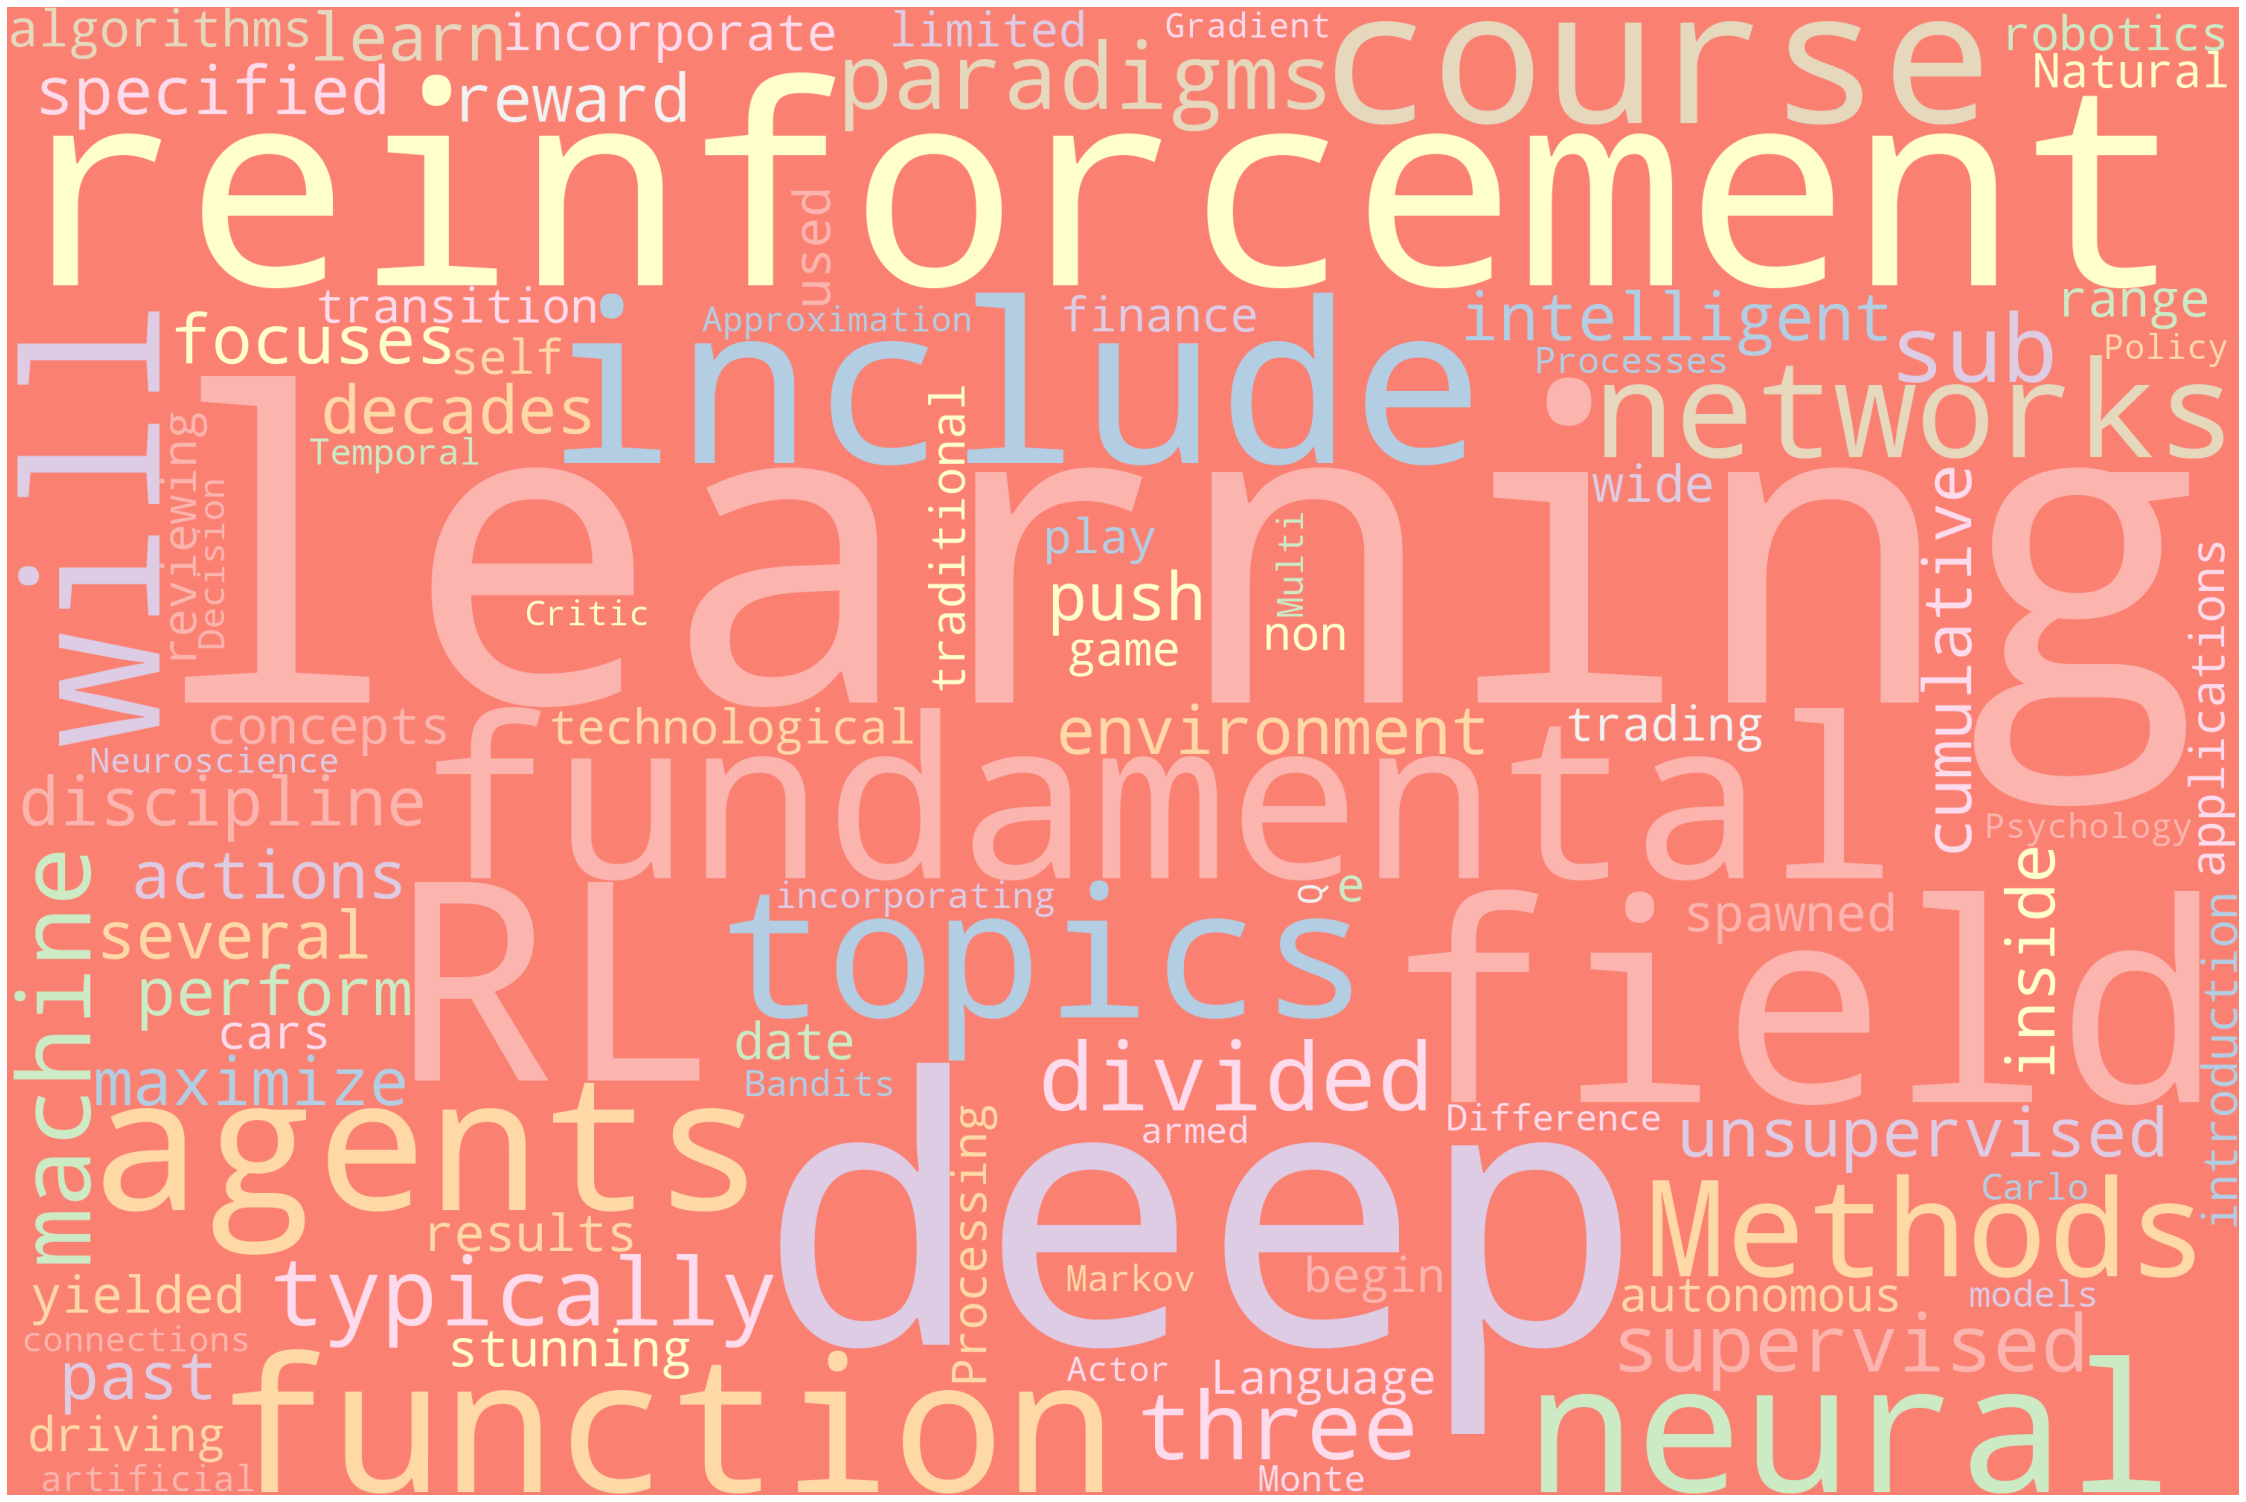 algorithms
learn
incorporate
limited
Gradient
course
robotics
specified
reward
paradigms
Natural
reinforcement
used
transition
Approximation
finance
intelligent
range
will
focuses
self
include
Processes
sub
Policy
decades
networks
Temporal
reviewing
Decision
traditional
wide
cumulative
learning
play
Multi
applications
Critic
push
non
game
concepts
technological
environment
trading
Neuroscience
fundamental
discipline
Psychology
machine
actions
RL
incorporating
Q
e
inside
several
topics
field
spawned
introduction
perform
cars
date
maximize
Bandits
divided
agents
deep
Processing
armed
Difference
unsupervised
results
Methods
Carlo
yielded
typically
Markov
begin
autonomous
models
connections
stunning
supervised
past
function
Actor
Language
neural
driving
three
artificial
Monte